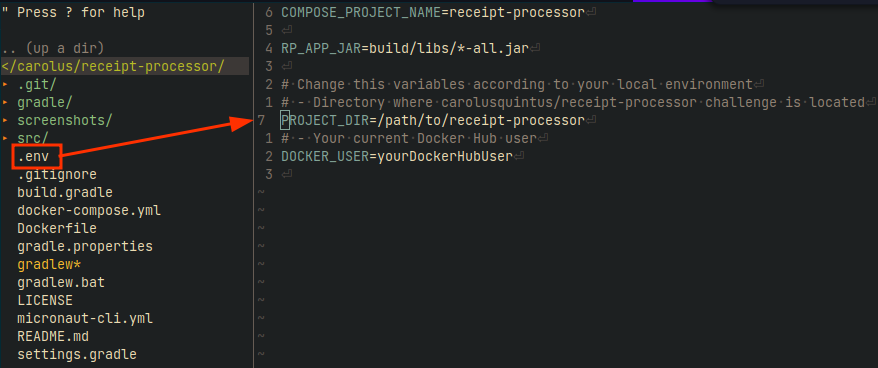 " Press ? for help
.. (up a dir)
</carolus/receipt-processor/
▸ .git/
▸ gradle/
▸ screenshots/
▸ src/
.env
.gitignore
build.gradle
docker-compose.yml
Dockerfile
gradle.properties
gradlew*
gradlew.bat
LICENSE
micronaut-cli.yml
README.md
settings.gradle
6 COMPOSE_PROJECT_NAME=receipt-processor⏎
5 ⏎
4 RP_APP_JAR=build/libs/*-all.jar⏎
3 ⏎
2 #·Change·this·variables·according·to·your·local·environment⏎
1 #·-·Directory·where·carolusquintus/receipt-processor·challenge·is·located⏎
7 PROJECT_DIR=/path/to/receipt-processor⏎
1 #·-·Your·current·Docker·Hub·user⏎
2 DOCKER_USER=yourDockerHubUser⏎
3 ⏎
~
~
~
~
~
~
~
~
~
~